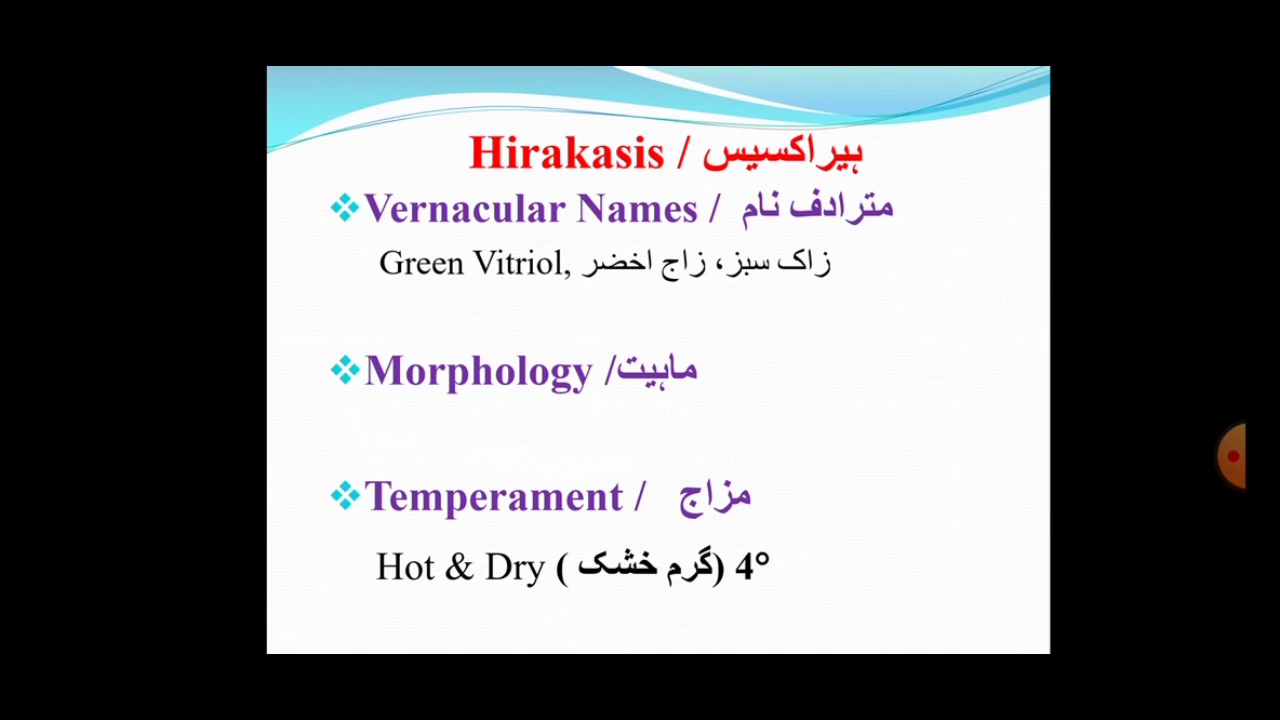 Hirakasis / ہیراکسیس
Vernacular Names / مترادف نام
Green Vitriol, زاک سبز، زاج اخضر
Morphology /ماہیت
Temperament / مزاج
Hot & Dry ( گرم خشک) 4°